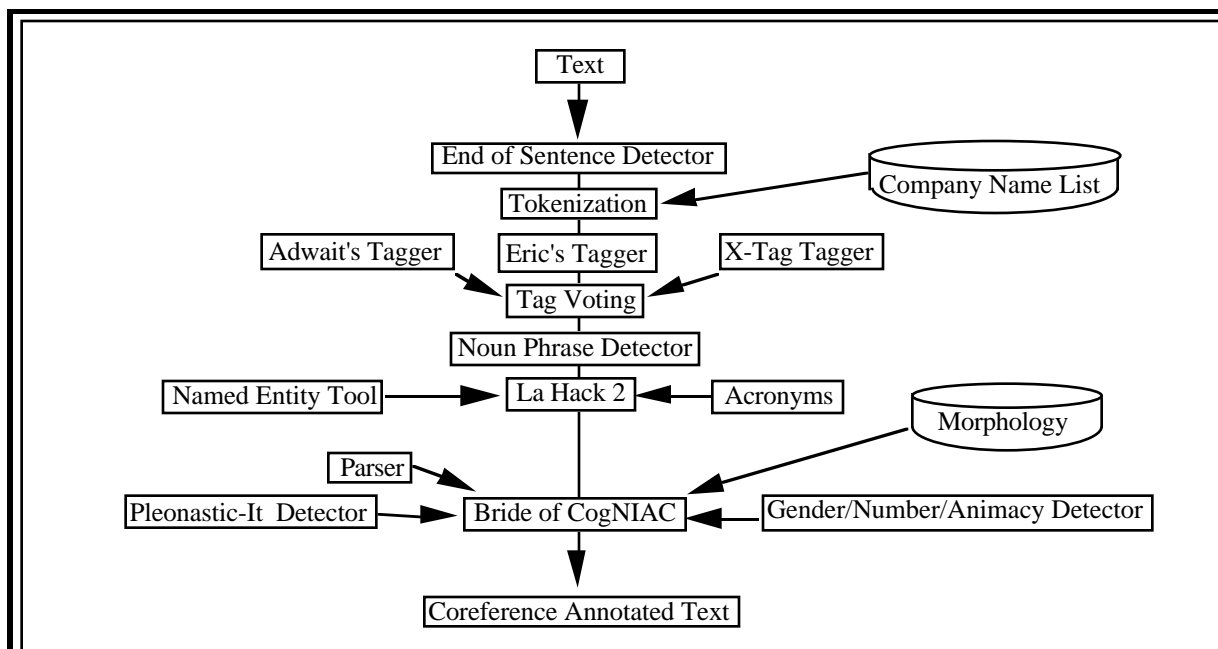 Text
End of Sentence Detector
Company Name List
Tokenization
Adwait's Tagger
Eric's Tagger
X-Tag Tagger
Tag Voting
Noun Phrase Detector
Named Entity Tool
La Hack 2
Acronyms
Morphology
Parser
Pleonastic-It Detector
Bride of CogNIAC
Gender/Number/Animacy Detector
Coreference Annotated Text